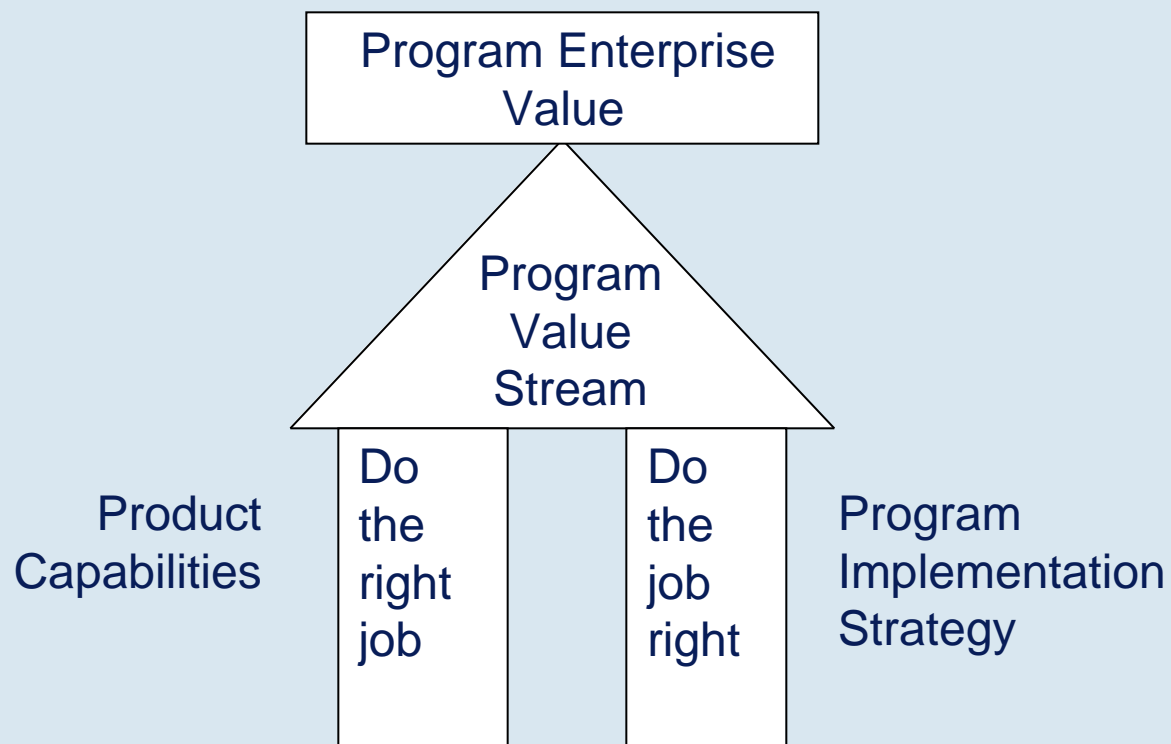 Program Enterprise
Value
Program
Value
Stream
Product
Capabilities
Do
the
right
job
Do
the
job
right
Program
Implementation
Strategy